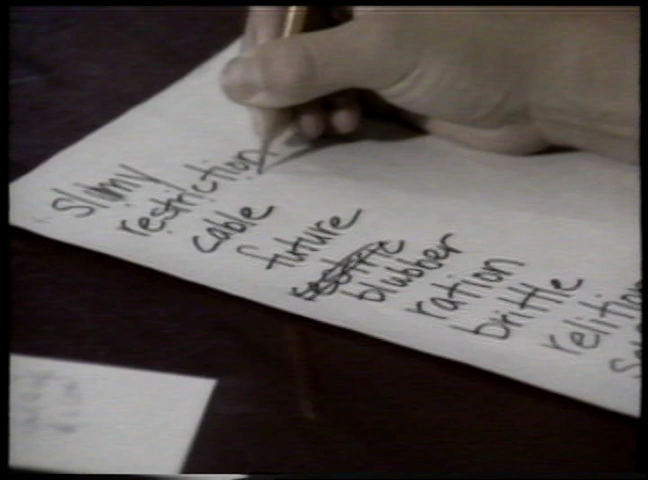 slimy
restriction
cable
future
blubber
ration
brittle
relition